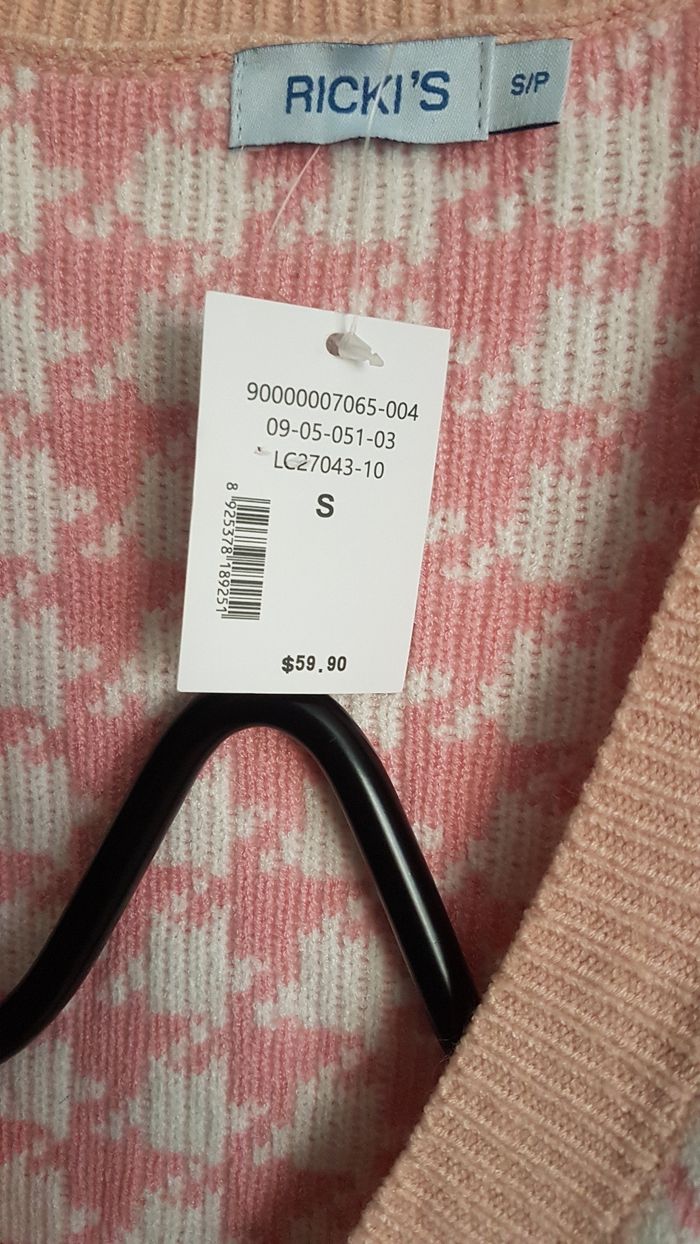 RICKI'S
S/P
90000007065-004
09-05-051-03
LC27043-10
S
8 925378 189251
$59.90